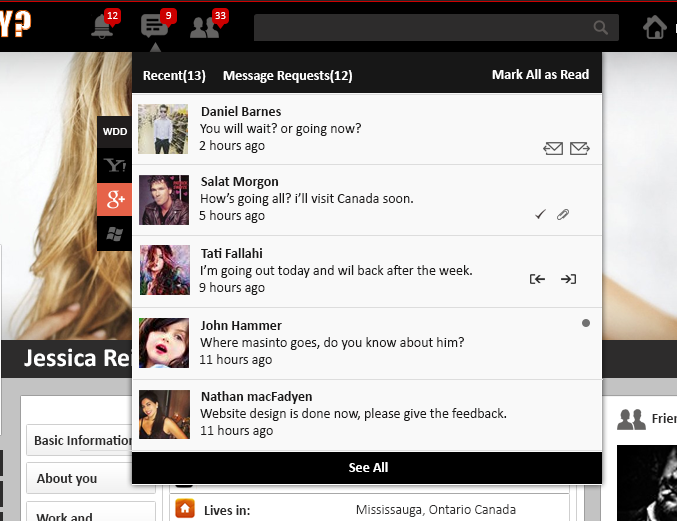 Y?
12
9
33
Recent(13) Message Requests(12) Mark All as Read
WDD
Y!
g+
Daniel Barnes
You will wait? or going now?
2 hours ago
Salat Morgon
How's going all? i'll visit Canada soon.
5 hours ago
Tati Fallahi
I'm going out today and wil back after the week.
9 hours ago
John Hammer
Where masinto goes, do you know about him?
11 hours ago
Nathan macFadyen
Website design is done now, please give the feedback.
11 hours ago
See All
Jessica Rei
Basic Information
About you
Work and
Lives in: Mississauga, Ontario Canada
Frien